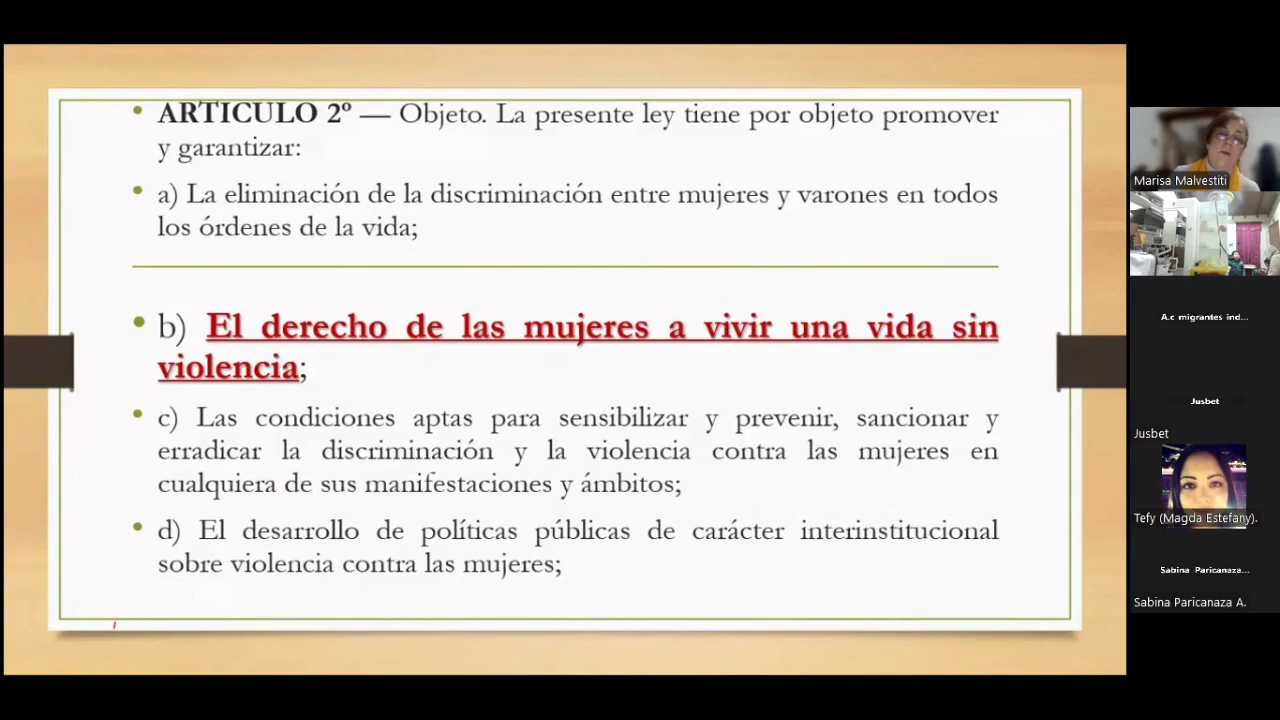 ARTICULO 2º — Objeto. La presente ley tiene por objeto promover
y garantizar:
a) La eliminación de la discriminación entre mujeres y varones en todos
los órdenes de la vida;
b) El derecho de las mujeres a vivir una vida sin
violencia;
c) Las condiciones aptas para sensibilizar y prevenir, sancionar y
erradicar la discriminación y la violencia contra las mujeres en
cualquiera de sus manifestaciones y ámbitos;
d) El desarrollo de políticas públicas de carácter interinstitucional
sobre violencia contra las mujeres;
Marisa Malvestiti
A.c migrantes ind...
Jusbet
Jusbet
Tefy (Magda Estefany).
Sabina Paricanaza...
Sabina Paricanaza A.